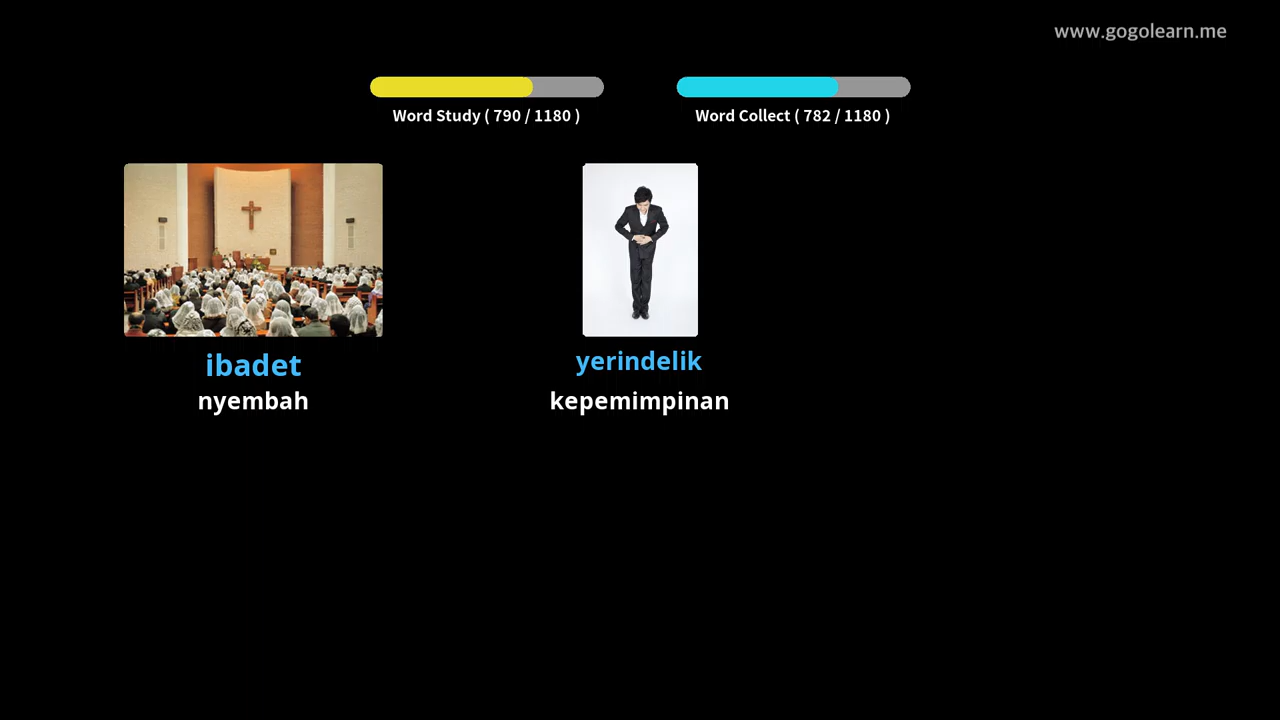 www.gogolearn.me
Word Study ( 790 / 1180 )
Word Collect ( 782 / 1180 )
ibadet
nyembah
yerindelik
kepemimpinan